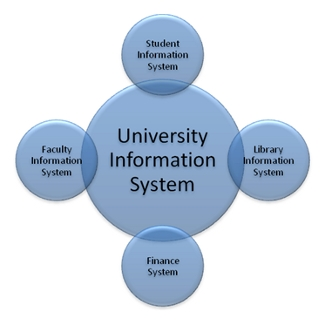 Student
Information
System
University
Information
System
Faculty
Information
System
Library
Information
System
Finance
System